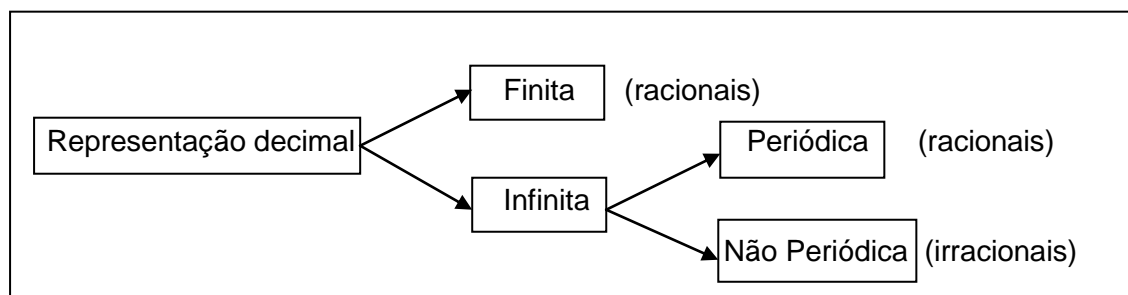 Finita (racionais)
Representação decimal
Periódica (racionais)
Infinita
Não Periódica (irracionais)